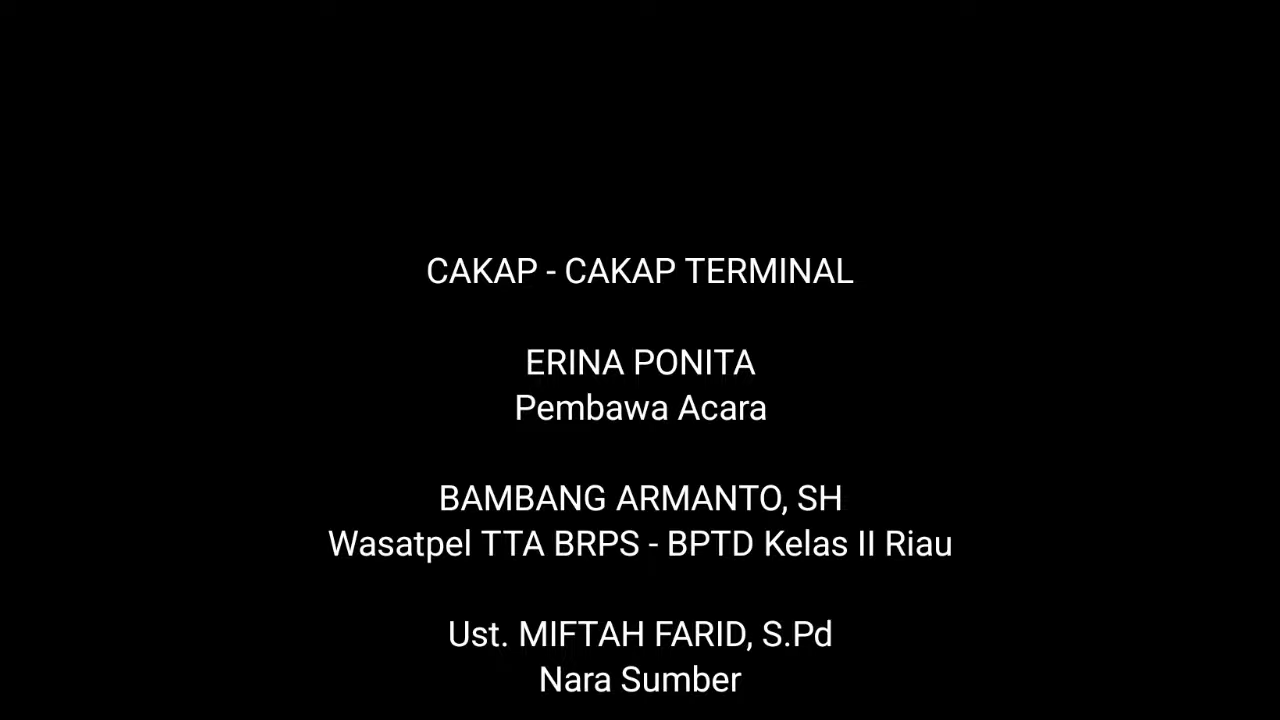 CAKAP - CAKAP TERMINAL
ERINA PONITA
Pembawa Acara
BAMBANG ARMANTO, SH
Wasatpel TTA BRPS - BPTD Kelas II Riau
Ust. MIFTAH FARID, S.Pd
Nara Sumber